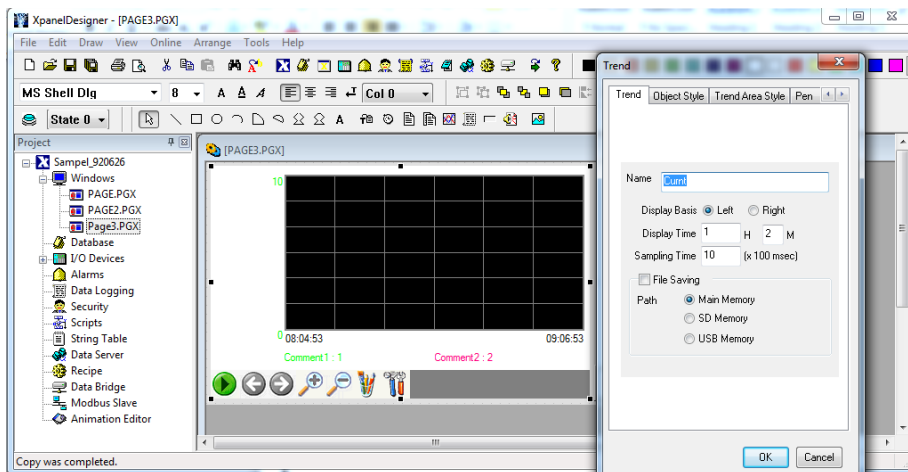 XpanelDesigner - [PAGE3.PGX]
File Edit Draw View Online Arrange Tools Help
MS Shell Dlg 8 A A A Col 0
State 0 A
Project
Sampel_920626
Windows
PAGE.PGX
PAGE2.PGX
Page3.PGX
Database
I/O Devices
Alarms
Data Logging
Security
Scripts
String Table
Data Server
Recipe
Data Bridge
Modbus Slave
Animation Editor
Copy was completed.
[PAGE3.PGX]
10
0
08:04:53 09:06:53
Comment1 : 1 Comment2 : 2
Trend
Trend Object Style Trend Area Style Pen
Name Curnt
Display Basis Left Right
Display Time 1 H 2 M
Sampling Time 10 (x 100 msec)
File Saving
Path Main Memory
SD Memory
USB Memory
OK Cancel